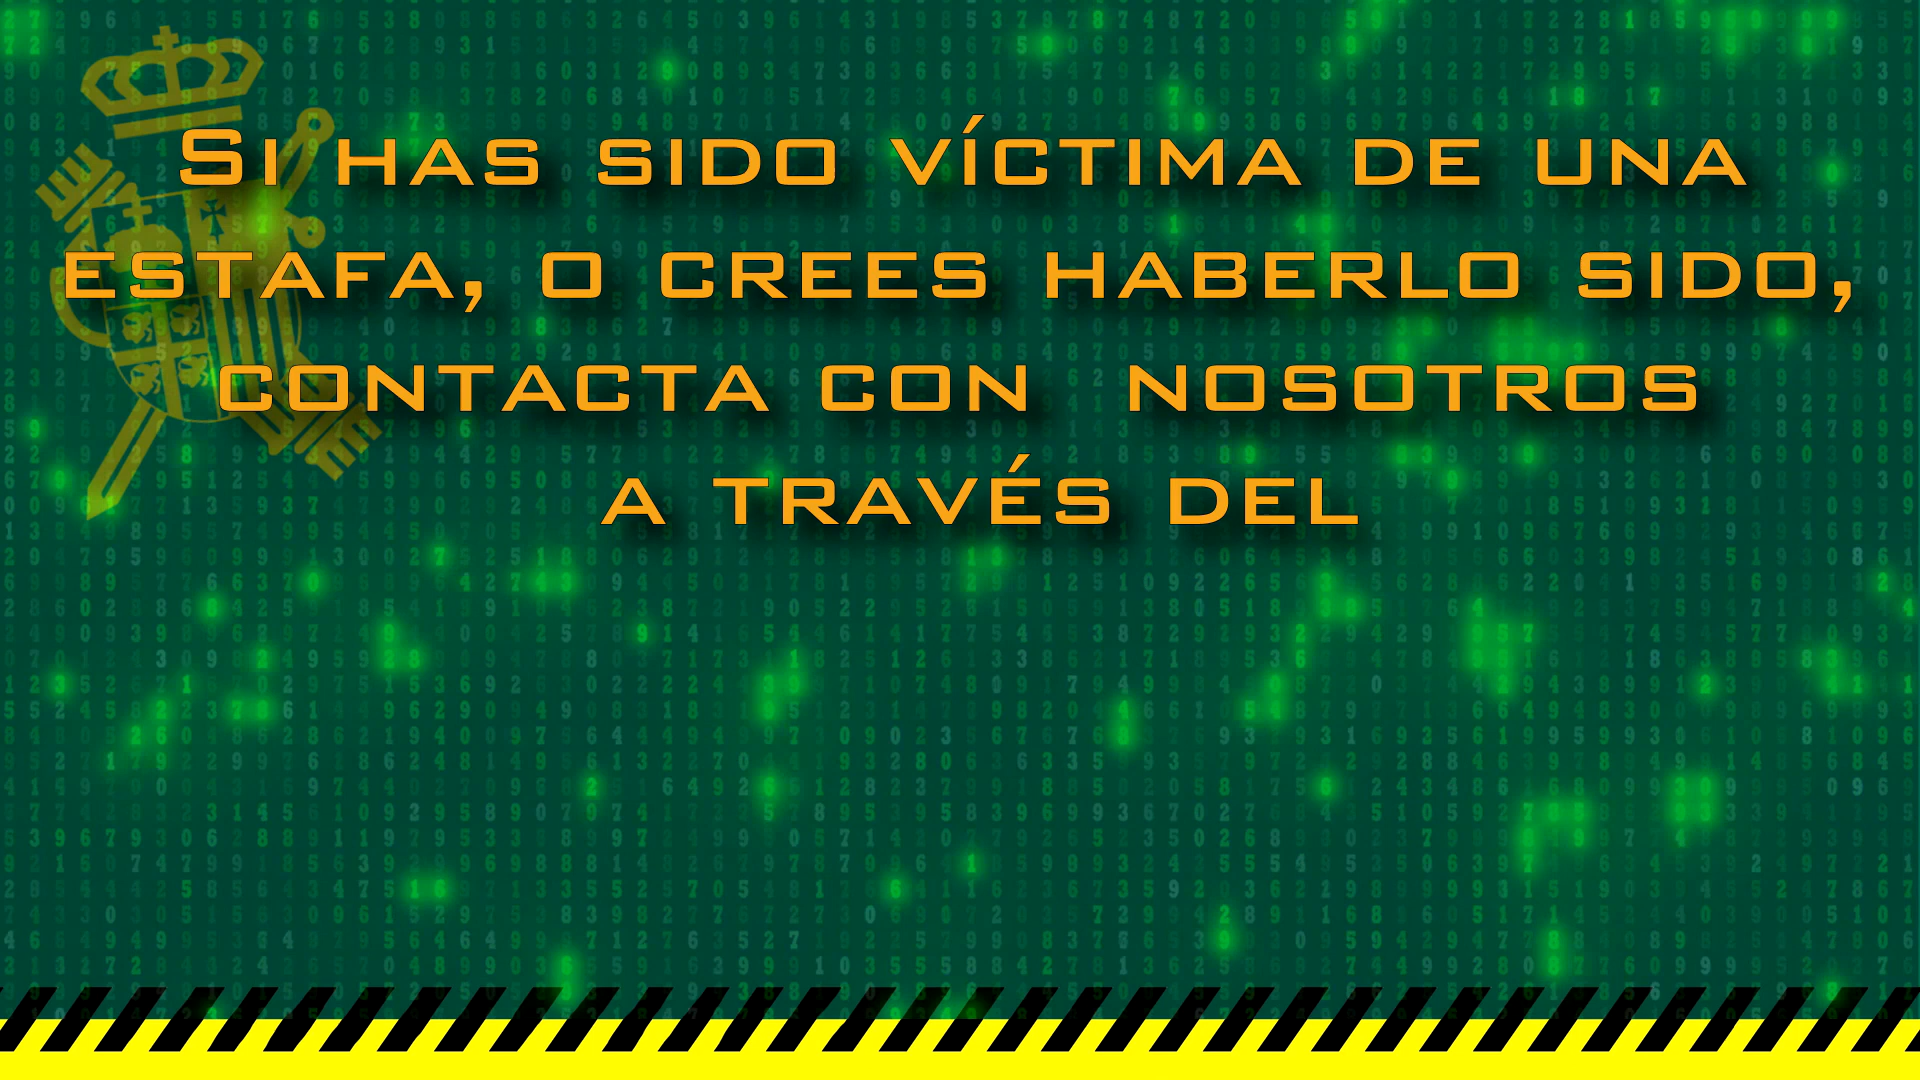 Si has sido víctima de una
estafa, o crees haberlo sido,
contacta con nosotros
a través del